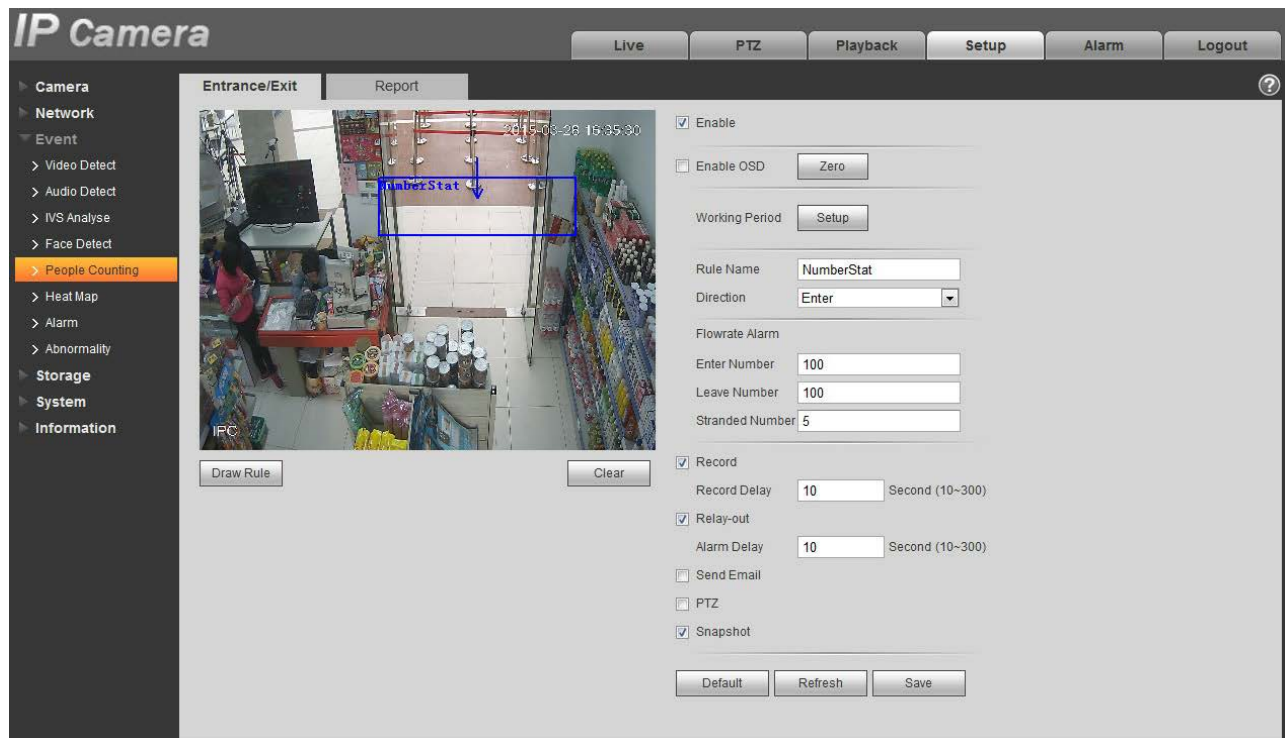 IP Camera
Live
PTZ
Playback
Setup
Alarm
Logout
Camera
Network
Event
Video Detect
Audio Detect
IVS Analyse
Face Detect
People Counting
Heat Map
Alarm
Abnormality
Storage
System
Information
Entrance/Exit
Report
?
2015-03-28 16:35:30
NumberStat
IPC
Draw Rule
Clear
Enable
Enable OSD
Zero
Working Period
Setup
Rule Name
NumberStat
Direction
Enter
Flowrate Alarm
Enter Number
100
Leave Number
100
Stranded Number
5
Record
Record Delay
10
Second (10~300)
Relay-out
Alarm Delay
10
Second (10~300)
Send Email
PTZ
Snapshot
Default
Refresh
Save